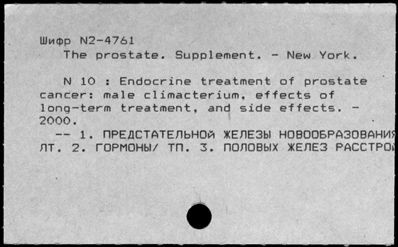 Шифр N2-4761
The prostate. Supplement. - New York.
N 10 : Endocrine treatment of prostate
cancer: male climacterium, effects of
long-term treatment, and side effects. -
2000.
-- 1. ПРЕДСТАТЕЛЬНОЙ ЖЕЛЕЗЫ НОВООБРАЗОВАНИЯ
ЛТ. 2. ГОРМОНЫ/ ТП. 3. ПОЛОВЫХ ЖЕЛЕЗ РАССТРОЙ